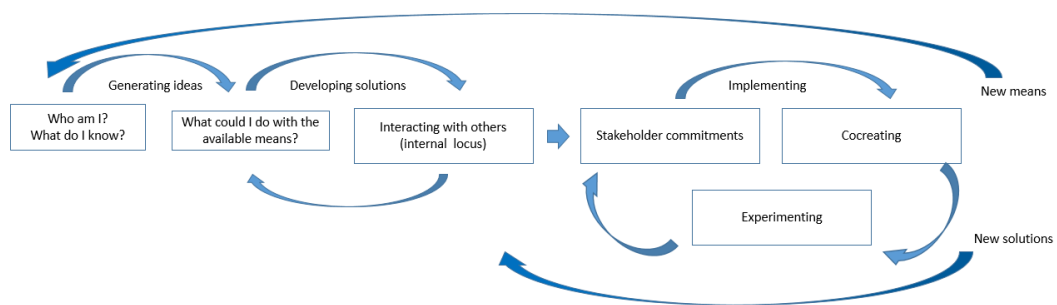 Generating ideas
Developing solutions
Implementing
New means
Who am I?
What do I know?
What could I do with the
available means?
Interacting with others
(internal locus)
Stakeholder commitments
Cocreating
Experimenting
New solutions